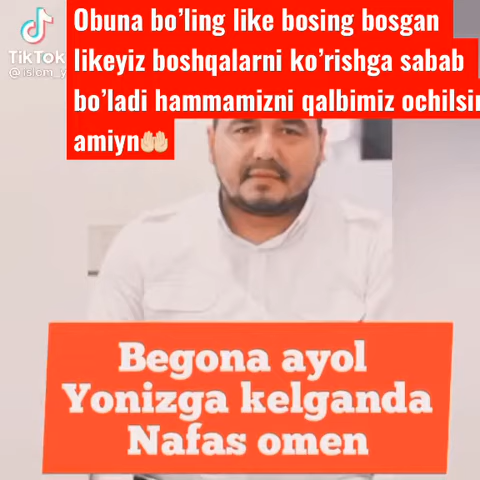 Obuna bo’ling like bosing bosgan
likeyiz boshqalarni ko’rishga sabab
bo’ladi hammamizni qalbimiz ochilsin
amiyn🤲🏻
TikTok
Begona ayol
Yonizga kelganda
Nafas omen